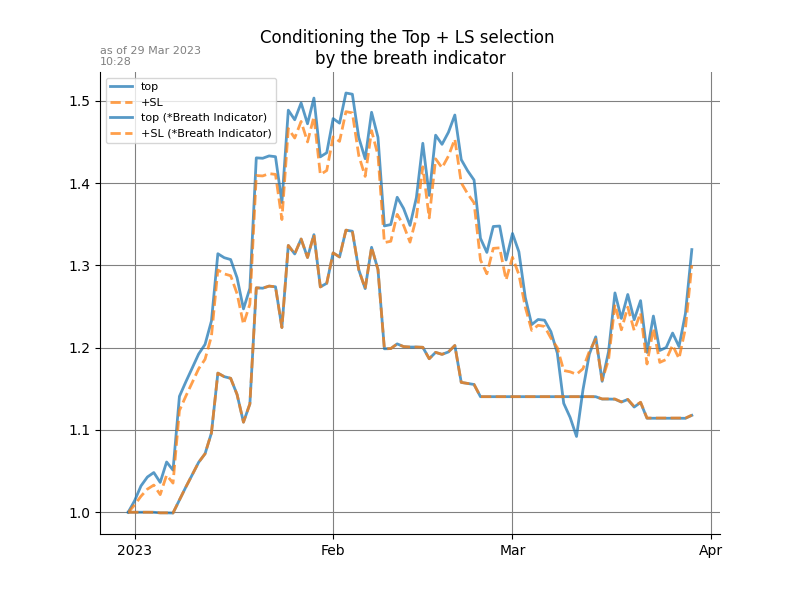 Conditioning the Top + LS selection
by the breath indicator
as of 29 Mar 2023
10:28
top
+SL
top (*Breath Indicator)
+SL (*Breath Indicator)
1.5
1.4
1.3
1.2
1.1
1.0
2023
Feb
Mar
Apr